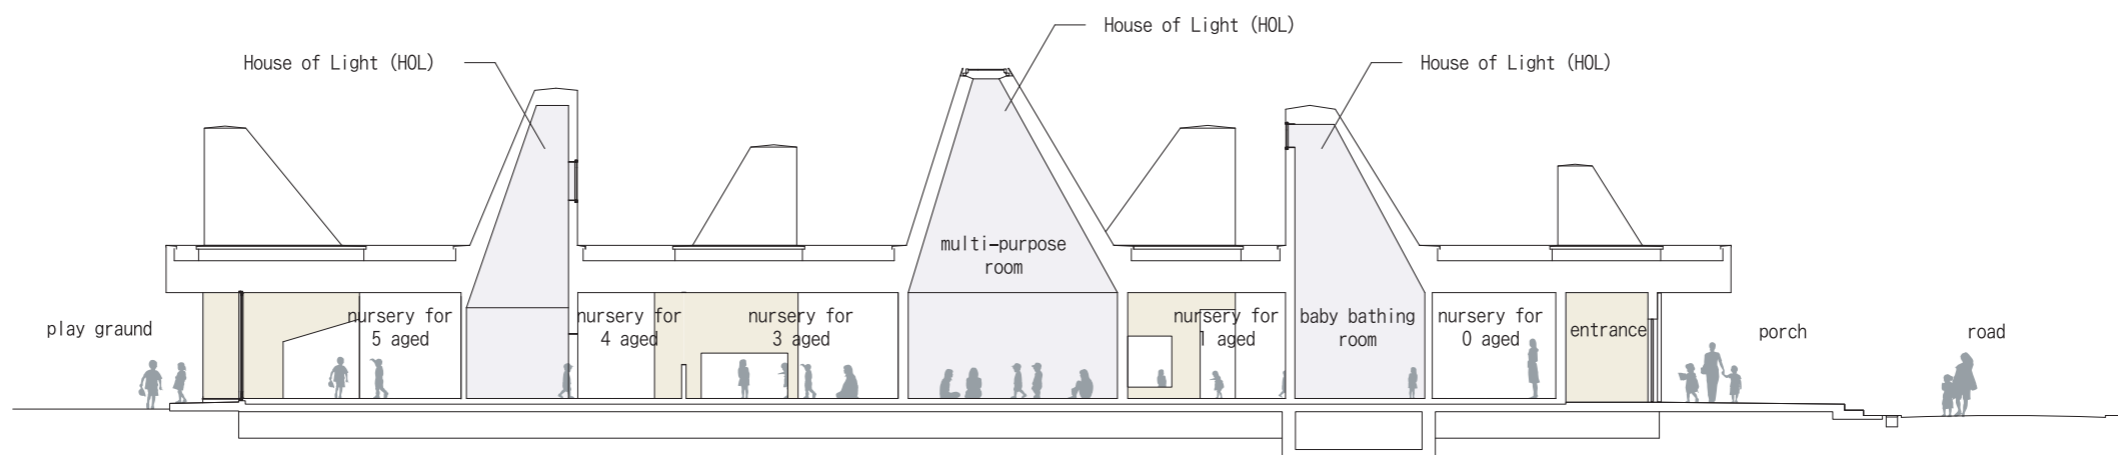 House of Light (HOL)
House of Light (HOL)
House of Light (HOL)
play graund
nursery for
5 aged
nursery for
4 aged
nursery for
3 aged
multi-purpose
room
nursery for
1 aged
baby bathing
room
nursery for
0 aged
entrance
porch
road